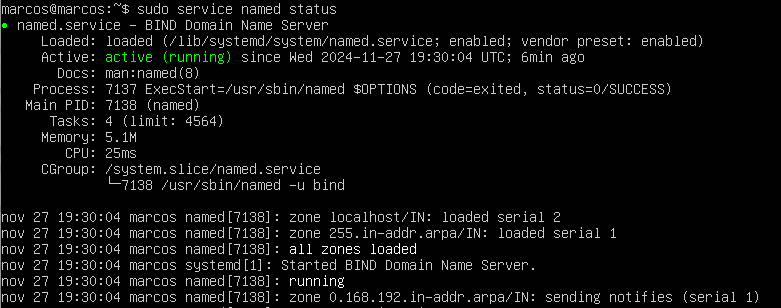 marcos@marcos:~$ sudo service named status
● named.service – BIND Domain Name Server
Loaded: loaded (/lib/systemd/system/named.service; enabled; vendor preset: enabled)
Active: active (running) since Wed 2024-11-27 19:30:04 UTC; 6min ago
Docs: man:named(8)
Process: 7137 ExecStart=/usr/sbin/named $OPTIONS (code=exited, status=0/SUCCESS)
Main PID: 7138 (named)
Tasks: 4 (limit: 4564)
Memory: 5.1M
CPU: 25ms
CGroup: /system.slice/named.service
└─7138 /usr/sbin/named –u bind
nov 27 19:30:04 marcos named[7138]: zone localhost/IN: loaded serial 2
nov 27 19:30:04 marcos named[7138]: zone 255.in-addr.arpa/IN: loaded serial 1
nov 27 19:30:04 marcos named[7138]: all zones loaded
nov 27 19:30:04 marcos systemd[1]: Started BIND Domain Name Server.
nov 27 19:30:04 marcos named[7138]: running
nov 27 19:30:04 marcos named[7138]: zone 0.168.192.in-addr.arpa/IN: sending notifies (serial 1)